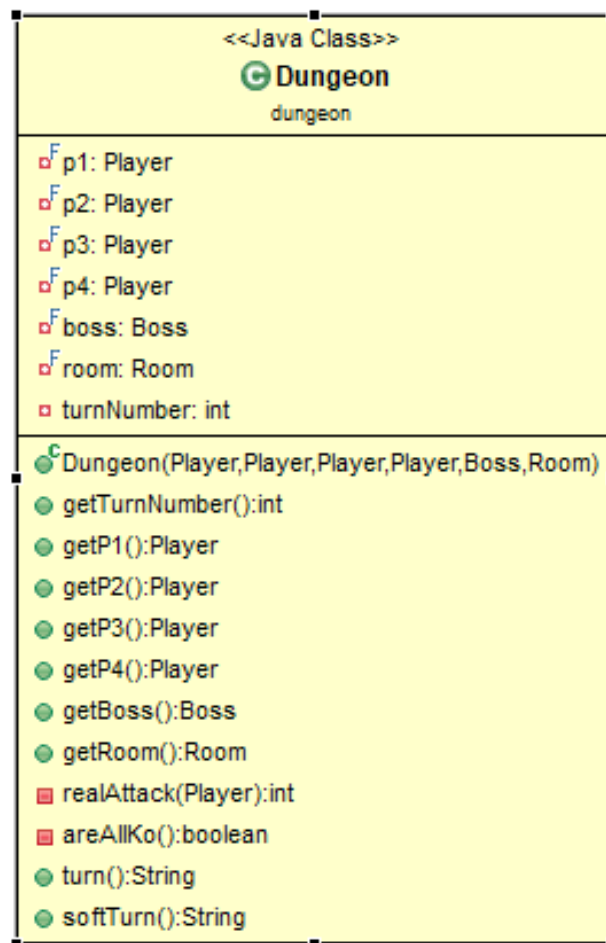 <<Java Class>>
C Dungeon
dungeon
F p1: Player
F p2: Player
F p3: Player
F p4: Player
F boss: Boss
F room: Room
turnNumber: int
C Dungeon(Player,Player,Player,Player,Boss,Room)
getTurnNumber():int
getP1():Player
getP2():Player
getP3():Player
getP4():Player
getBoss():Boss
getRoom():Room
realAttack(Player):int
areAllKo():boolean
turn():String
softTurn():String